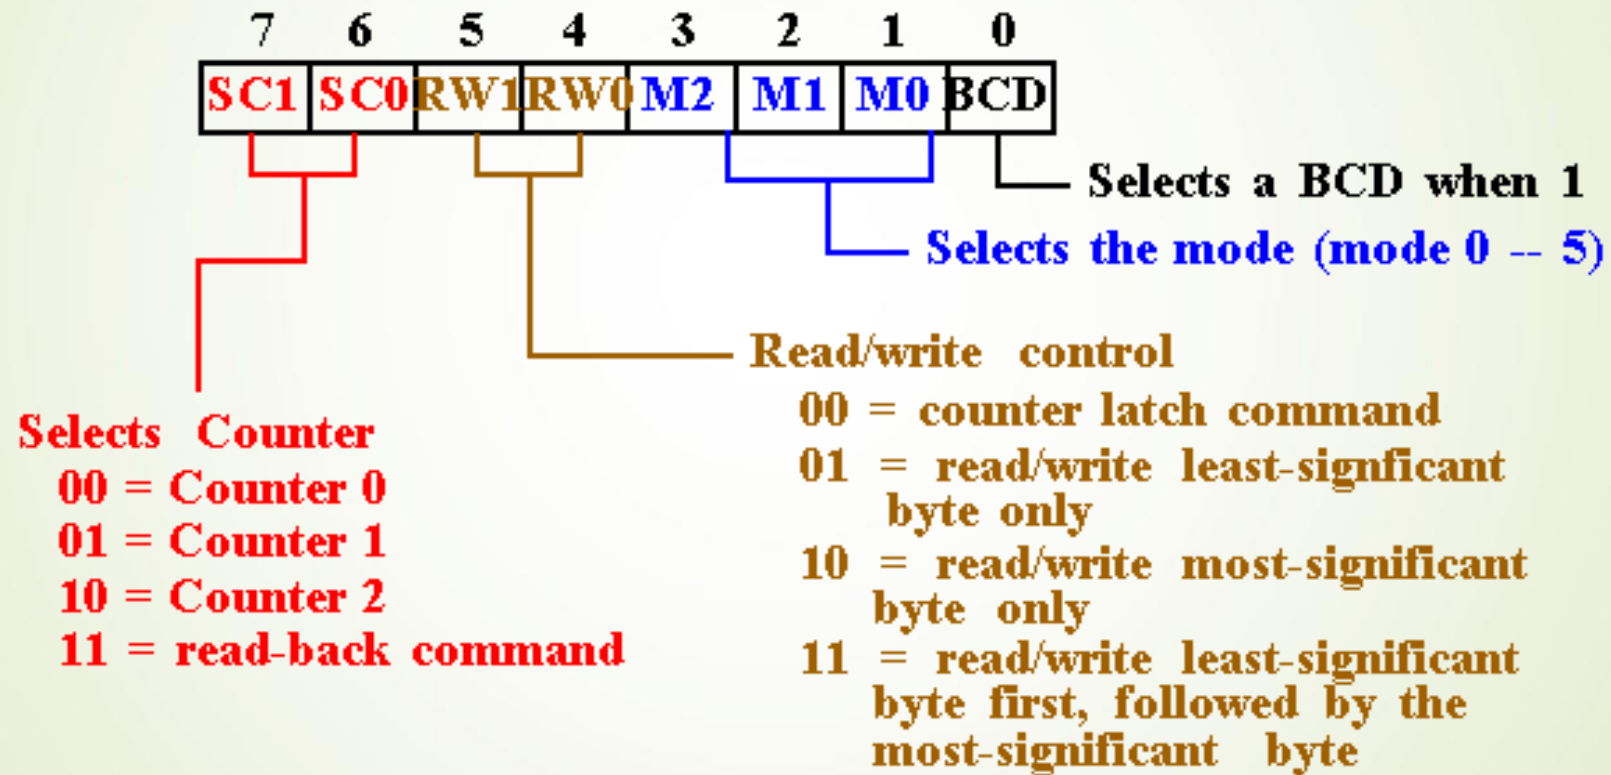 7 6 5 4 3 2 1 0
SC1 SC0 RW1 RW0 M2 M1 M0 BCD
Selects a BCD when 1
Selects the mode (mode 0 -- 5)
Read/write control
00 = counter latch command
01 = read/write least-signficant
byte only
10 = read/write most-significant
byte only
11 = read/write least-significant
byte first, followed by the
most-significant byte
Selects Counter
00 = Counter 0
01 = Counter 1
10 = Counter 2
11 = read-back command